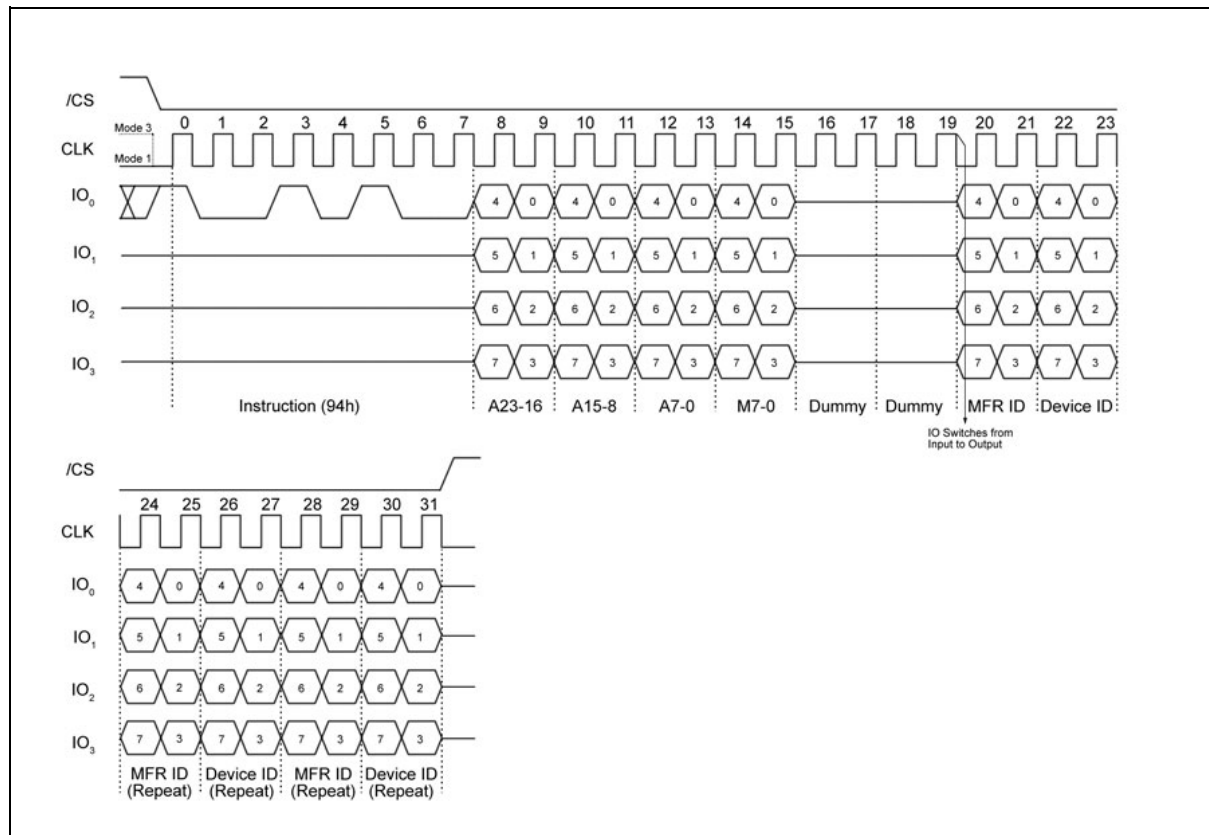 /CS
0 1 2 3 4 5 6 7 8 9 10 11 12 13 14 15 16 17 18 19 20 21 22 23
Mode 3
CLK
Mode 1
IO0 4 0 4 0 4 0 4 0 4 0 4 0
IO1 5 1 5 1 5 1 5 1 5 1 5 1
IO2 6 2 6 2 6 2 6 2 6 2 6 2
IO3 7 3 7 3 7 3 7 3 7 3 7 3
Instruction (94h) A23-16 A15-8 A7-0 M7-0 Dummy Dummy MFR ID Device ID
IO Switches from
Input to Output
/CS
24 25 26 27 28 29 30 31
CLK
IO0 4 0 4 0 4 0 4 0
IO1 5 1 5 1 5 1 5 1
IO2 6 2 6 2 6 2 6 2
IO3 7 3 7 3 7 3 7 3
MFR ID Device ID MFR ID Device ID
(Repeat) (Repeat) (Repeat) (Repeat)